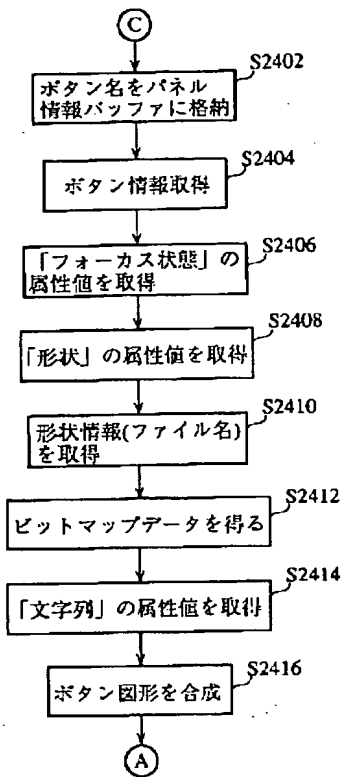 C
S2402
ボタン名をパネル
情報バッファに格納
S2404
ボタン情報取得
S2406
「フォーカス状態」の
属性値を取得
S2408
「形状」の属性値を取得
S2410
形状情報(ファイル名)
を取得
S2412
ビットマップデータを得る
S2414
「文字列」の属性値を取得
S2416
ボタン図形を合成
A